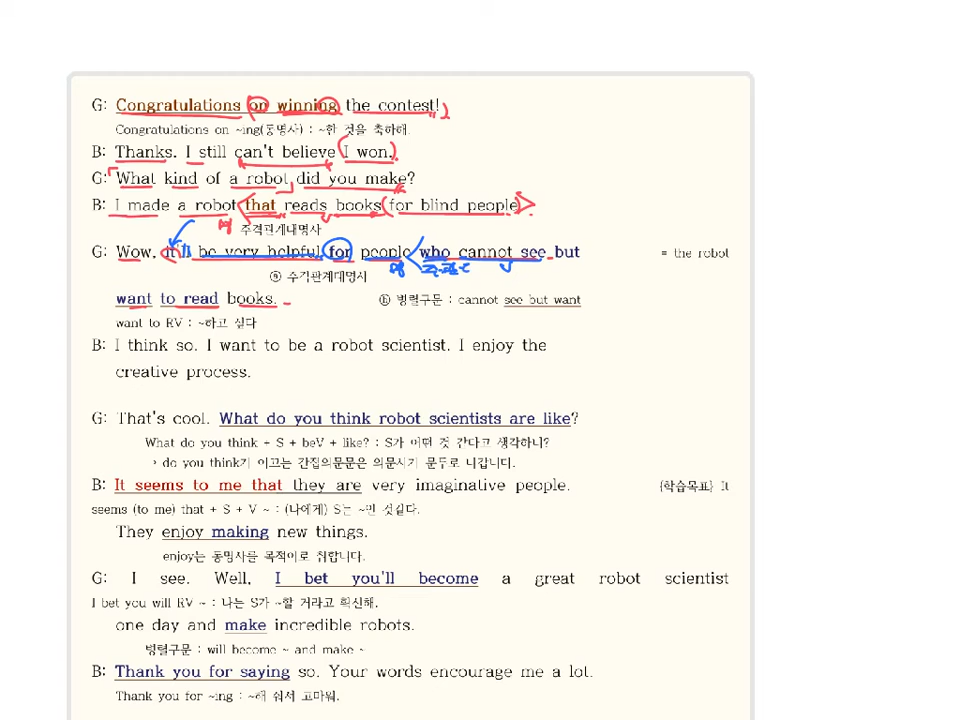 G: Congratulations on winning the contest!
Congratulations on ~ing(동명사) : ~한 것을 축하해.
B: Thanks. I still can't believe I won.
G: What kind of a robot did you make?
B: I made a robot that reads books for blind people.
주격관계대명사
G: Wow, it'll be very helpful for people who cannot see but = the robot
ⓐ 주격관계대명사
want to read books. ⓑ 병렬구문 : cannot see but want
want to RV : ~하고 싶다
B: I think so. I want to be a robot scientist. I enjoy the
creative process.
G: That's cool. What do you think robot scientists are like?
What do you think + S + beV + like? : S가 어떤 것 같다고 생각하니?
→ do you think가 이끄는 간접의문문은 의문사가 문두로 나갑니다.
B: It seems to me that they are very imaginative people. {학습목표} It
seems (to me) that + S + V ~ : (나에게) S는 ~인 것같다.
They enjoy making new things.
enjoy는 동명사를 목적어로 취합니다.
G: I see. Well, I bet you'll become a great robot scientist
I bet you will RV ~ : 나는 S가 ~할 거라고 확신해.
one day and make incredible robots.
병렬구문 : will become ~ and make ~
B: Thank you for saying so. Your words encourage me a lot.
Thank you for ~ing : ~해 줘서 고마워.